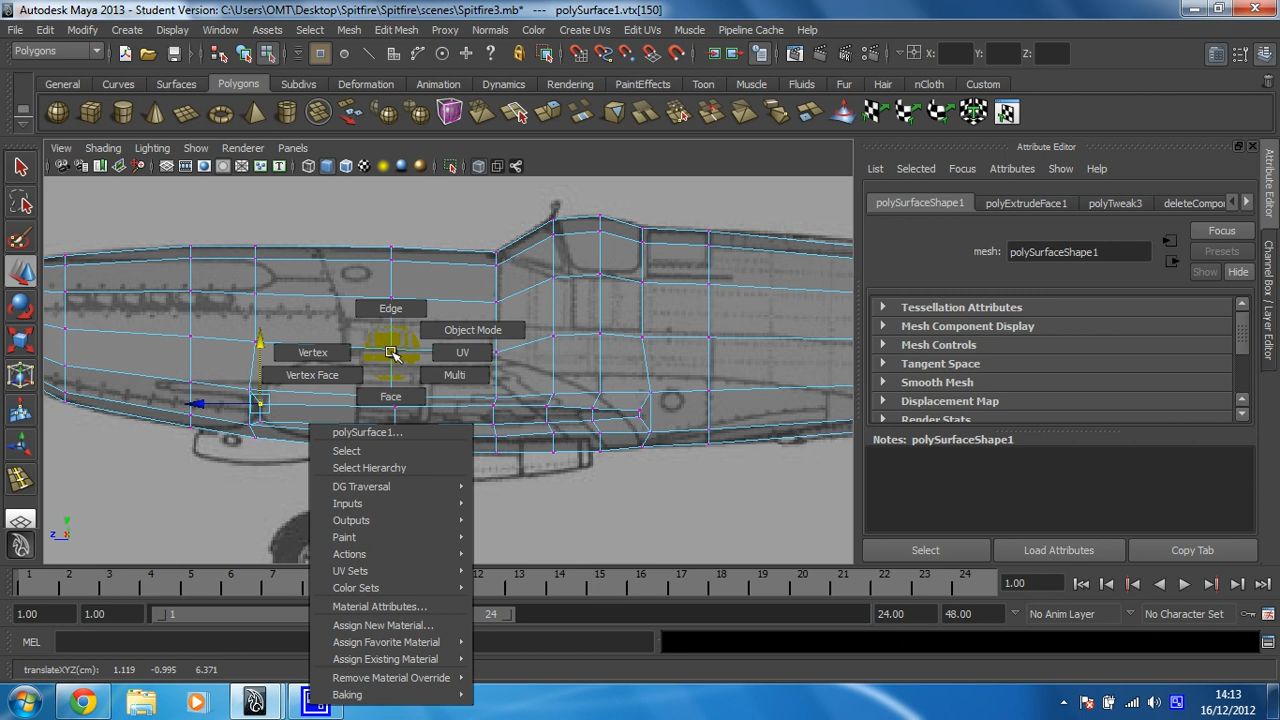 Autodesk Maya 2013 - Student Version: C:\Users\OMT\Desktop\Spitfire\Spitfire\scenes\Spitfire3.mb* --- polySurface1.vtx[150]
File Edit Modify Create Display Window Assets Select Mesh Edit Mesh Proxy Normals Color Create UVs Edit UVs Muscle Pipeline Cache Help
Polygons X: Y: Z:
General Curves Surfaces Polygons Subdivs Deformation Animation Dynamics Rendering PaintEffects Toon Muscle Fluids Fur Hair nCloth Custom
View Shading Lighting Show Renderer Panels
Attribute Editor
List Selected Focus Attributes Show Help
polySurfaceShape1 polyExtrudeFace1 polyTweak3 deleteCompo
Focus
mesh: polySurfaceShape1
Presets
Show Hide
Attribute Editor
Channel Box / Layer Editor
Tessellation Attributes
Mesh Component Display
Mesh Controls
Tangent Space
Smooth Mesh
Displacement Map
Render Stats
Notes: polySurfaceShape1
Select Load Attributes Copy Tab
Edge
Object Mode
Vertex UV
Vertex Face Multi
Face
polySurface1...
Select
Select Hierarchy
DG Traversal
Inputs
Outputs
Paint
Actions
UV Sets
Color Sets
Material Attributes...
Assign New Material...
Assign Favorite Material
Assign Existing Material
Remove Material Override
Baking
y
z x
1 2 3 4 5 6 7 12 13 14 15 16 17 18 19 20 21 22 23 24 1.00
1.00 1.00 1 24 24.00 48.00 No Anim Layer No Character Set
MEL
translateXYZ(cm): 1.119 -0.995 6.371
14:13
16/12/2012